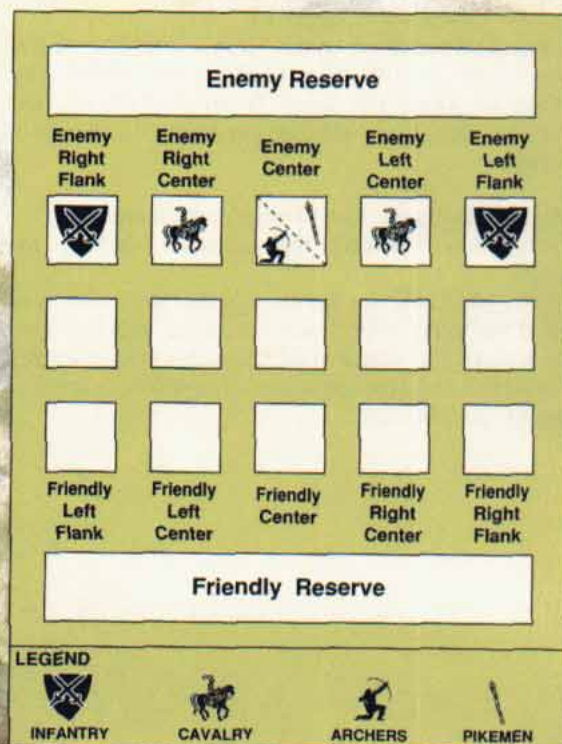 Enemy Reserve
Enemy Right Flank
Enemy Right Center
Enemy Center
Enemy Left Center
Enemy Left Flank
Friendly Left Flank
Friendly Left Center
Friendly Center
Friendly Right Center
Friendly Right Flank
Friendly Reserve
LEGEND
INFANTRY CAVALRY ARCHERS PIKEMEN